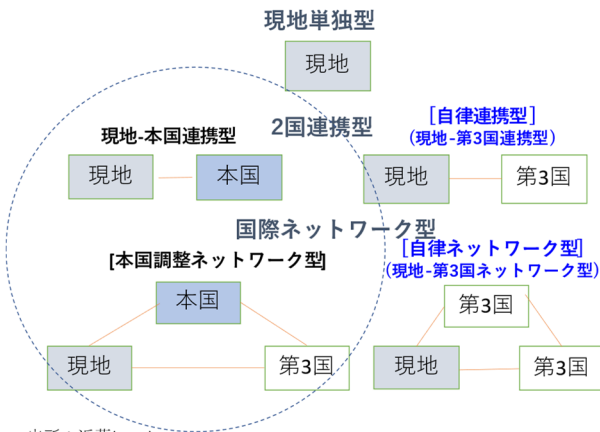 現地単独型
現地
2国連携型
現地-本国連携型
現地
本国
［自律連携型］
（現地-第3国連携型）
現地
第3国
国際ネットワーク型
[本国調整ネットワーク型]
本国
現地
第3国
［自律ネットワーク型］
（現地-第3国ネットワーク型）
第3国
現地
第3国